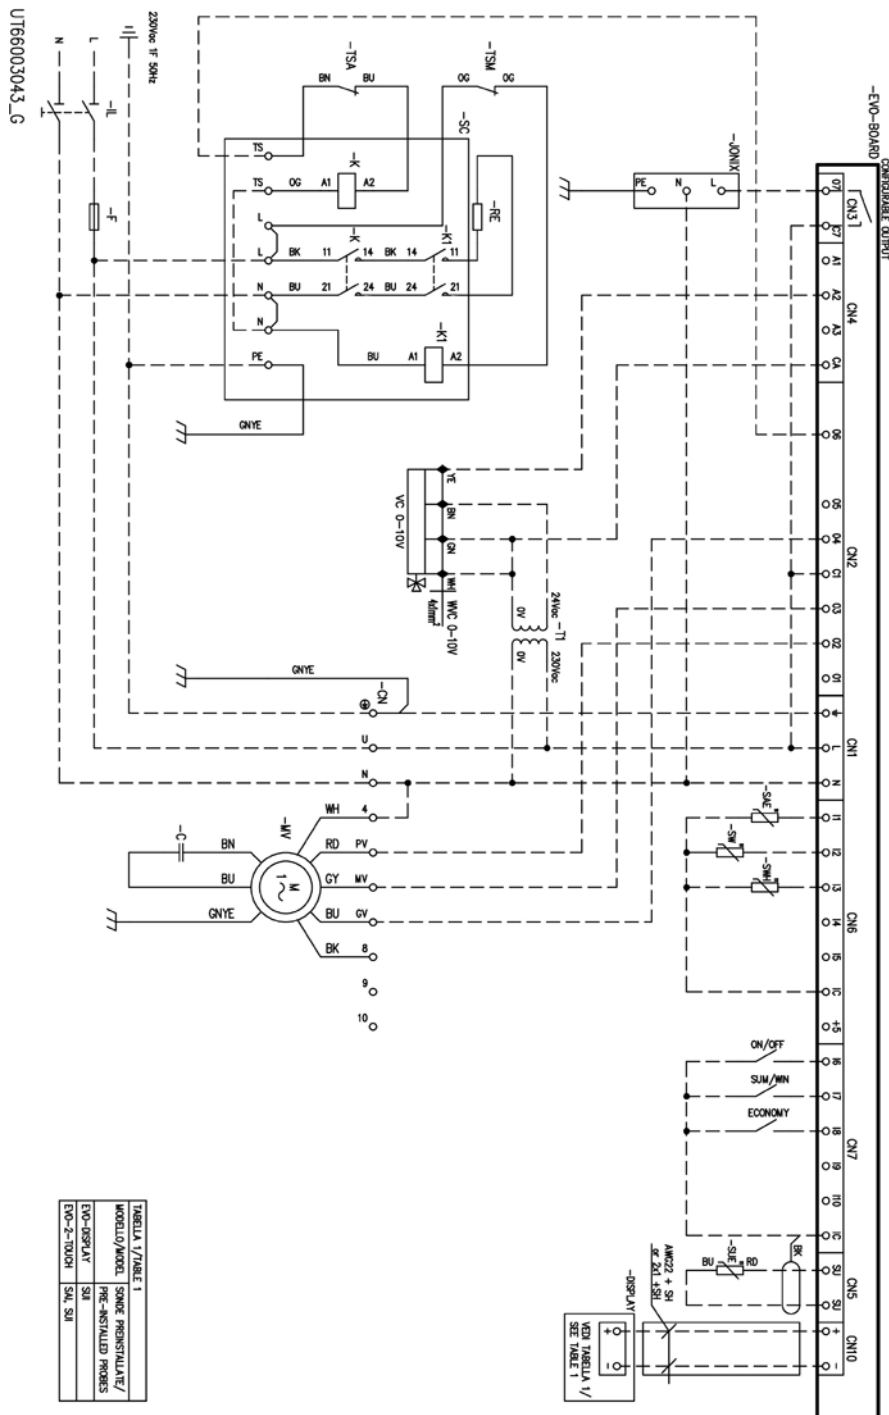 UT66003043_G
230Vac 1F 50Hz
N
L
-IL
-F
-TSA
BN
BU
-TSM
OG
OG
-SC
TS
TS
OG
A1
-K
A2
L
L
BK
11
-K
14
BK
14
-K1
11
-RE
N
BU
21
24
BU
24
21
N
BU
A1
-K1
A2
PE
GNYE
-JONIX
PE
N
L
-EVO-BOARD
CONFIGURABLE OUTPUT
O7
C7
CN3
A1
A2
A3
CA
CN4
O6
O5
O4
C1
O3
O2
O1
CN2
L
N
CN1
I1
I2
I3
I4
I5
IC
+5
CN6
I6
I7
I8
I9
I10
IC
CN7
SU
SU
CN5
+
-
CN10
YE
BN
GN
WH
VC 0-10V
WVC 0-10V
4x1mm²
24Vac
-T1
230Vac
0V
0V
GNYE
-CN
U
N
4
PV
MV
GV
8
9
10
WH
RD
GY
BU
BK
-MV
M
1
-C
BN
BU
GNYE
-SAE
-SW
-SWH
ON/OFF
SUM/WIN
ECONOMY
BK
-SUE
BU
RD
AWG22 + SH
or 2x1 +SH
-DISPLAY
+
-
VEDI TABELLA 1/
SEE TABLE 1
TABELLA 1/TABLE 1
MODELLO/MODEL
SONDE PREINSTALLATE/
PRE-INSTALLED PROBES
EVO-DISPLAY
SUI
EVO-2-TOUCH
SAI, SUI